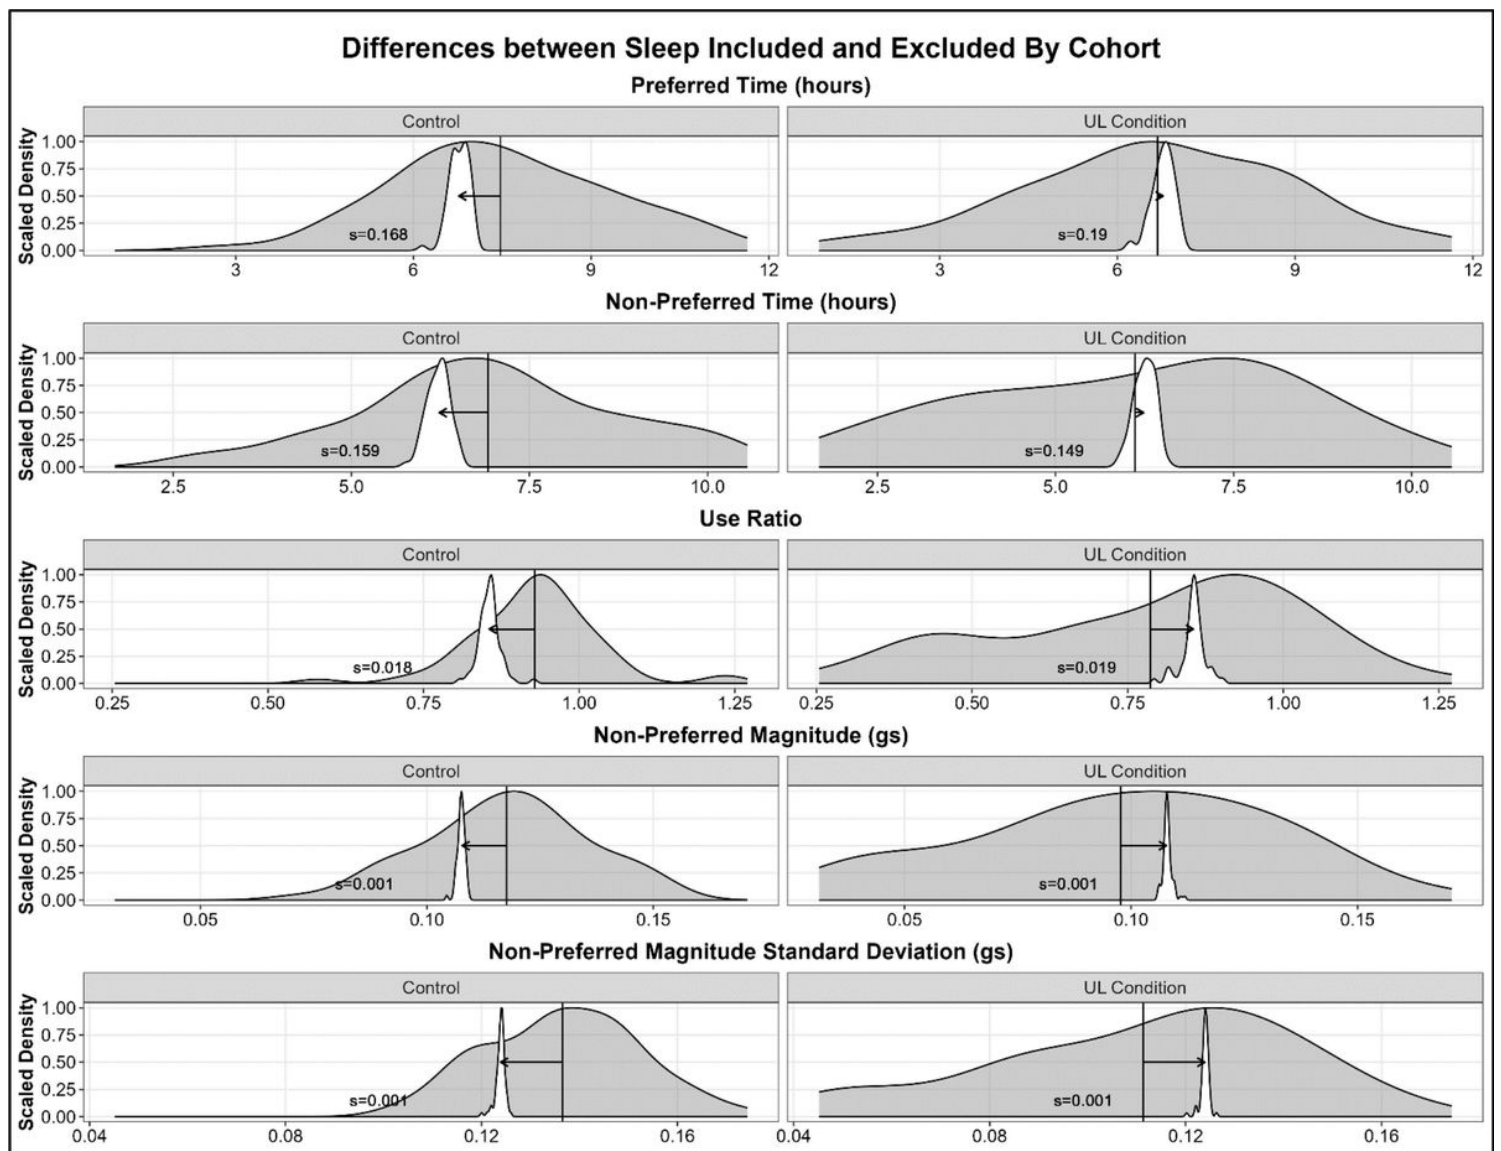 Differences between Sleep Included and Excluded By Cohort
Preferred Time (hours)
Control
UL Condition
Scaled Density
1.00
0.75
0.50
0.25
0.00
s=0.168
s=0.19
3 6 9 12
3 6 9 12
Non-Preferred Time (hours)
Control
UL Condition
Scaled Density
1.00
0.75
0.50
0.25
0.00
s=0.159
s=0.149
2.5 5.0 7.5 10.0
2.5 5.0 7.5 10.0
Use Ratio
Control
UL Condition
Scaled Density
1.00
0.75
0.50
0.25
0.00
s=0.018
s=0.019
0.25 0.50 0.75 1.00 1.25
0.25 0.50 0.75 1.00 1.25
Non-Preferred Magnitude (gs)
Control
UL Condition
Scaled Density
1.00
0.75
0.50
0.25
0.00
s=0.001
s=0.001
0.05 0.10 0.15
0.05 0.10 0.15
Non-Preferred Magnitude Standard Deviation (gs)
Control
UL Condition
Scaled Density
1.00
0.75
0.50
0.25
0.00
s=0.001
s=0.001
0.04 0.08 0.12 0.16
0.04 0.08 0.12 0.16